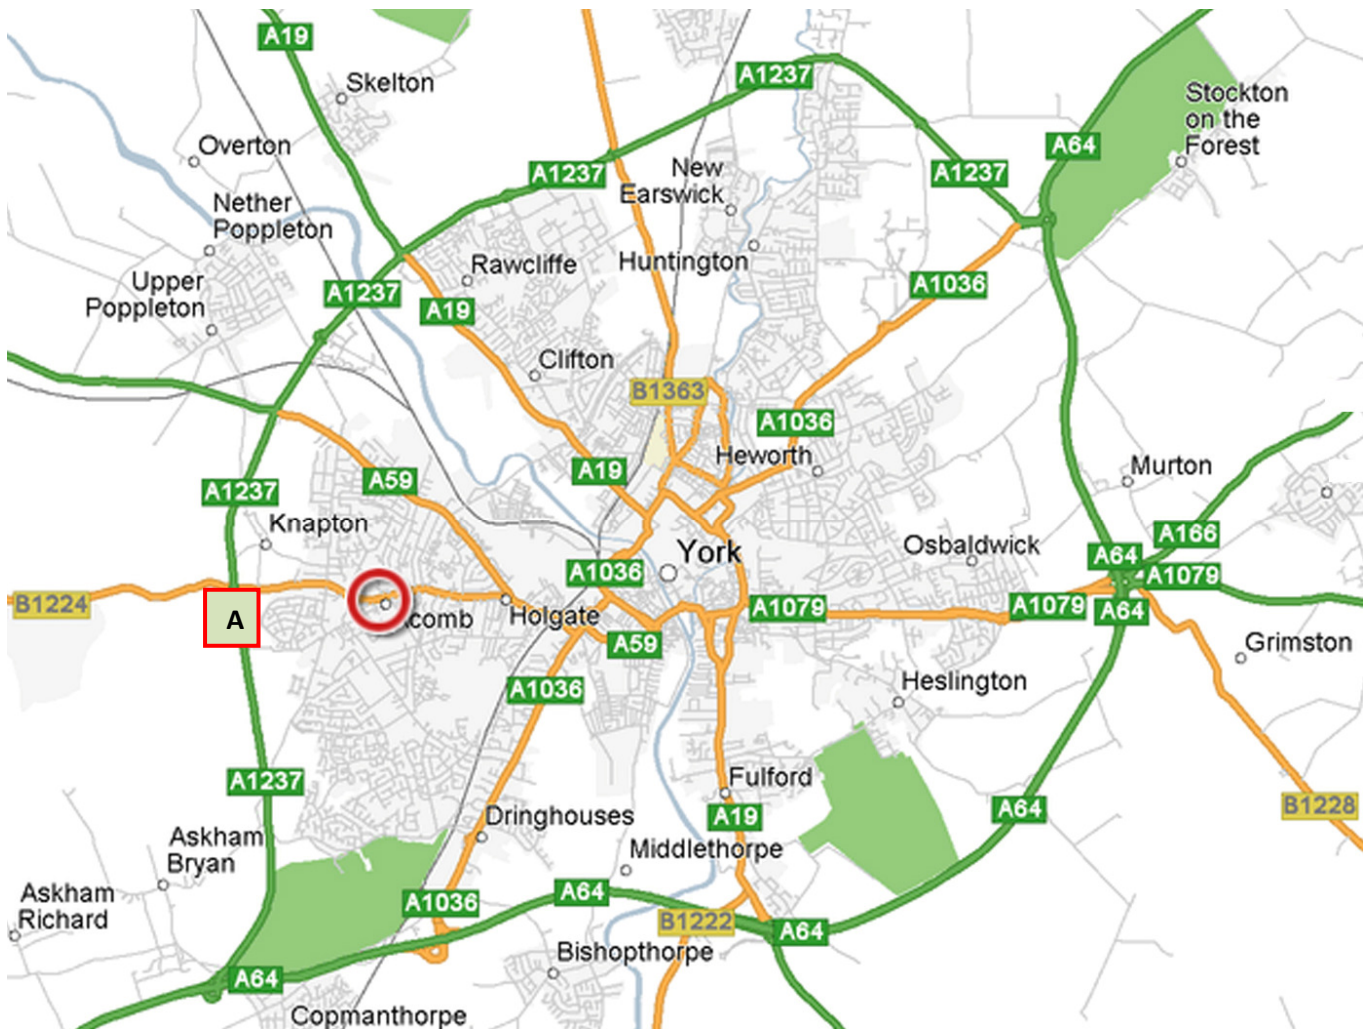 A19
Skelton
A1237
Overton
Stockton
on the
Forest
A64
A1237
A1237
New
Earswick
Nether
Poppleton
Huntington
Rawcliffe
Upper
Poppleton
A1237
A19
A1036
Clifton
B1363
A1036
Heworth
A19
A59
A1237
Murton
Knapton
A166
York
Osbaldwick
A64
A1036
A1079
B1224
A
comb
Holgate
A1079
A1079
A64
A59
Grimston
A1036
Heslington
A1237
Fulford
A19
A64
B1228
Dringhouses
Askham
Bryan
Middlethorpe
Askham
Richard
A1036
A64
B1222
A64
Bishopthorpe
A64
Copmanthorpe